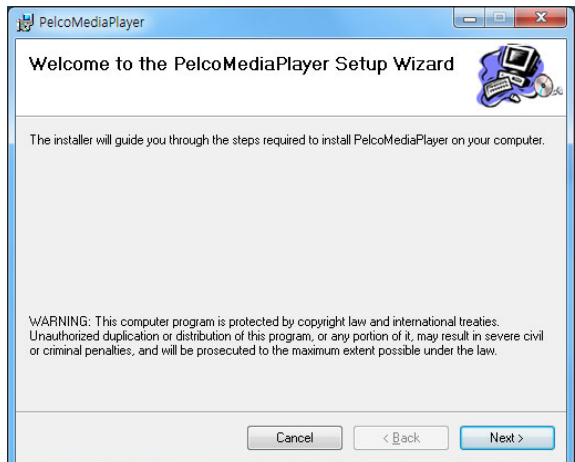 PelcoMediaPlayer
Welcome to the PelcoMediaPlayer Setup Wizard
The installer will guide you through the steps required to install PelcoMediaPlayer on your computer.
WARNING: This computer program is protected by copyright law and international treaties.
Unauthorized duplication or distribution of this program, or any portion of it, may result in severe civil
or criminal penalties, and will be prosecuted to the maximum extent possible under the law.
Cancel
< Back
Next >